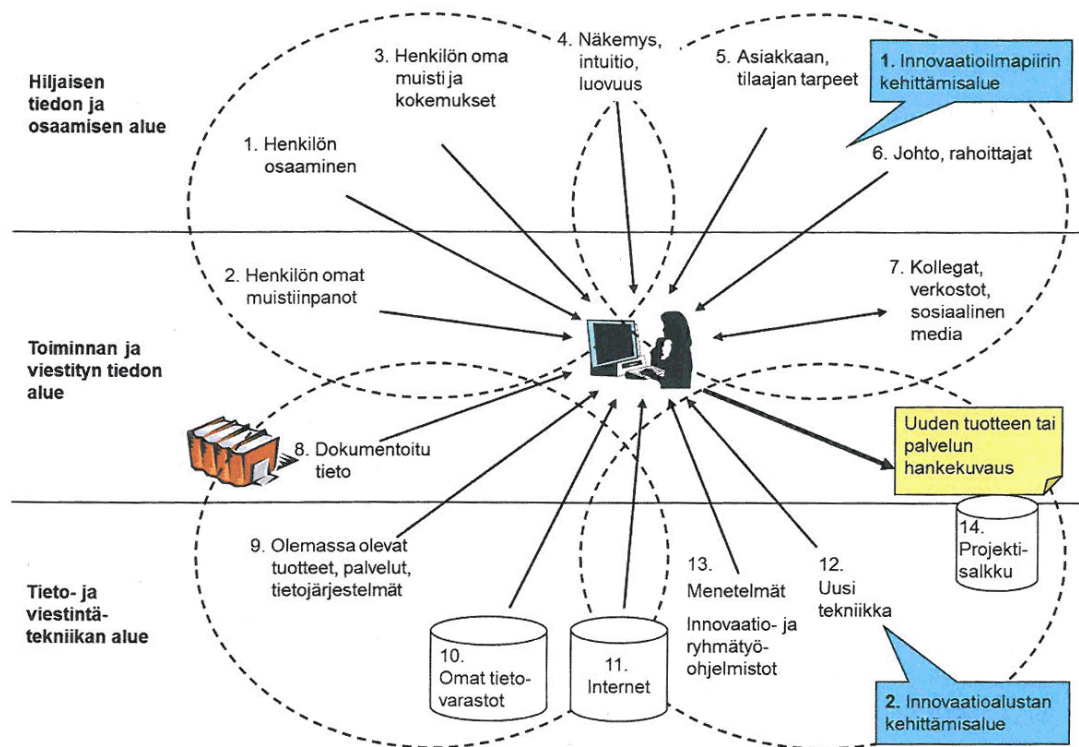 Hiljaisen
tiedon ja
osaamisen alue
3. Henkilön oma
muisti ja
kokemukset
4. Näkemys,
intuitio,
luovuus
5. Asiakkaan,
tilaajan tarpeet
1. Innovaatioilmapiirin
kehittämisalue
1. Henkilön
osaaminen
6. Johto, rahoittajat
Toiminnan ja
viestityn tiedon
alue
2. Henkilön omat
muistiinpanot
7. Kollegat,
verkostot,
sosiaalinen
media
8. Dokumentoitu
tieto
Uuden tuotteen tai
palvelun
hankekuvaus
Tieto- ja
viestintä-
tekniikan alue
9. Olemassa olevat
tuotteet, palvelut,
tietojärjestelmät
10.
Omat tieto-
varastot
11.
Internet
13.
Menetelmät
Innovaatio- ja
ryhmätyö-
ohjelmistot
12.
Uusi
tekniikka
14.
Projekti-
salkku
2. Innovaatioalustan
kehittämisalue